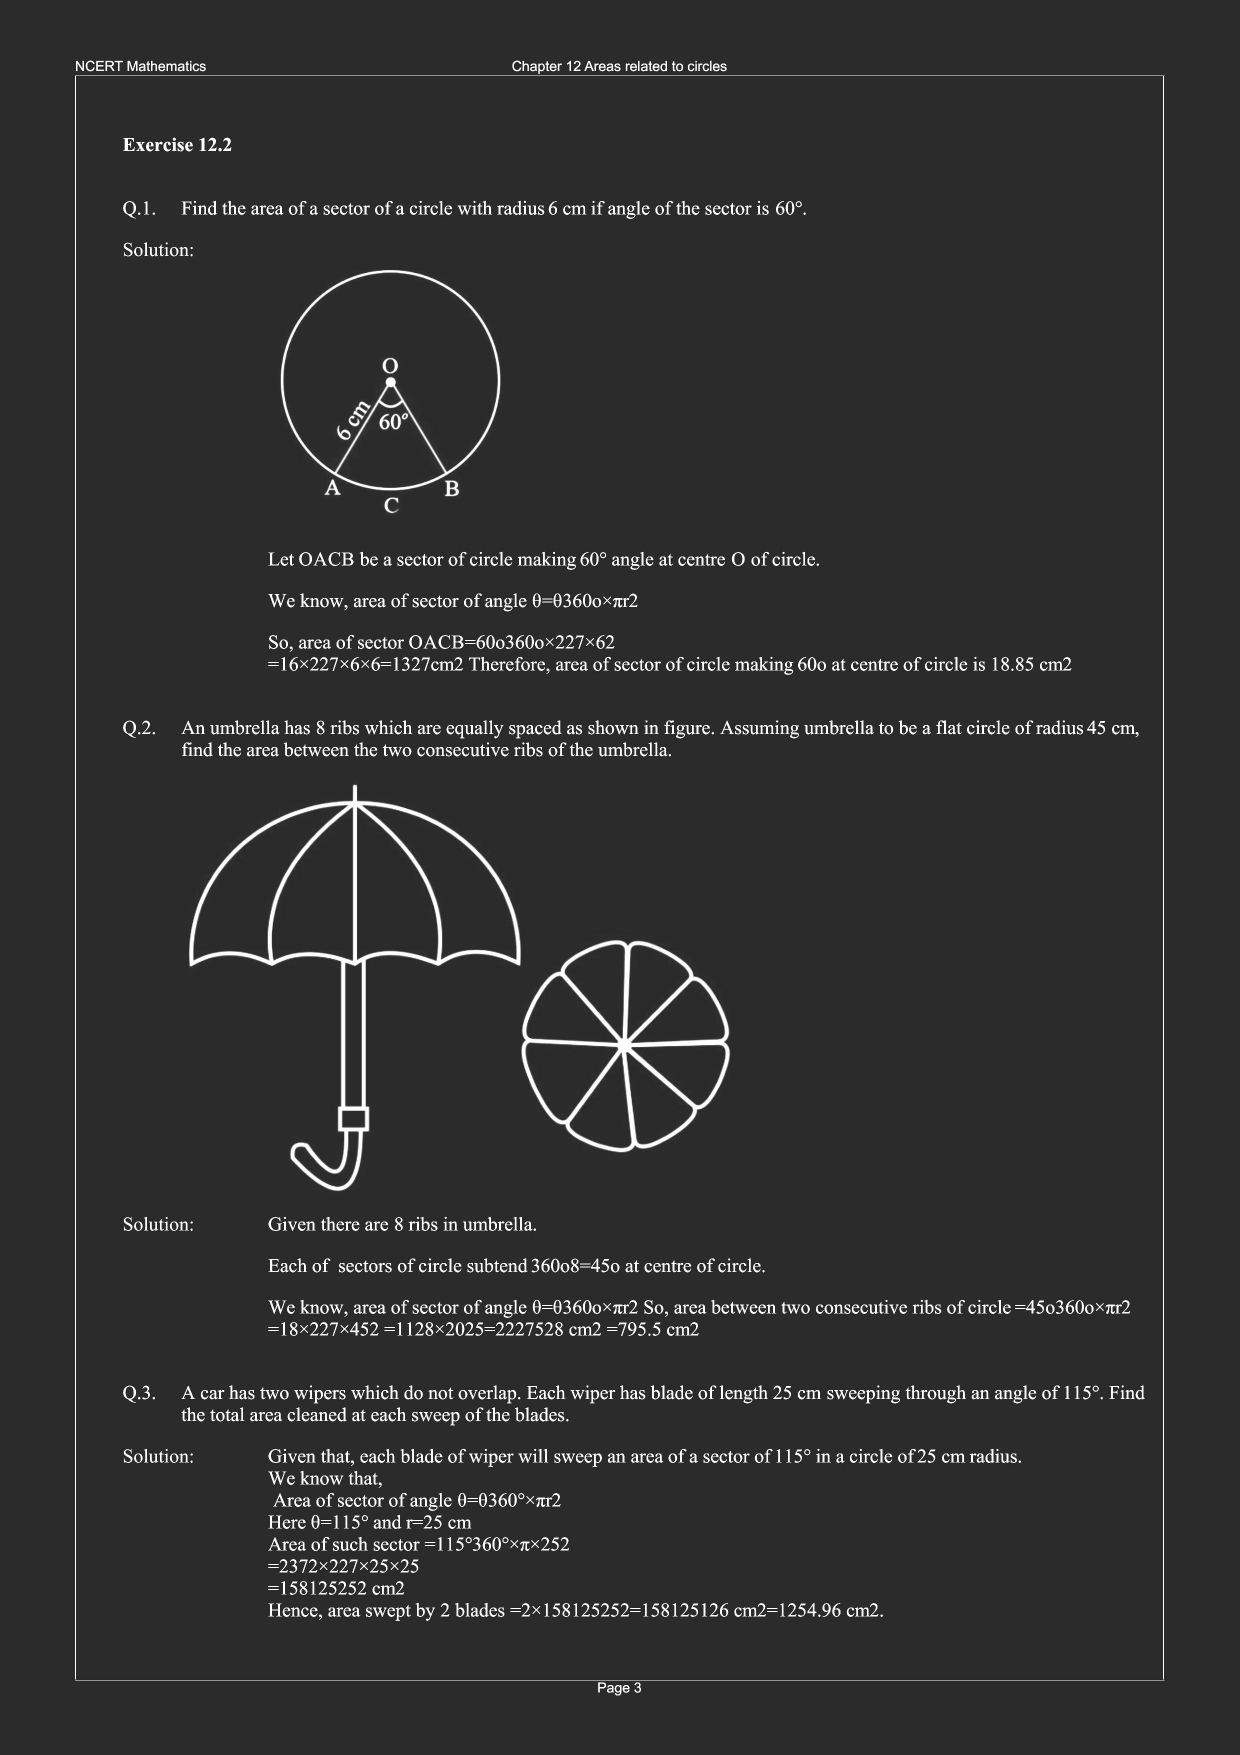 NCERT Mathematics Chapter 12 Areas related to circles
Exercise 12.2
Q.1. Find the area of a sector of a circle with radius 6 cm if angle of the sector is 60°.
Solution:
O
6 cm 60°
A B
C
Let OACB be a sector of circle making 60° angle at centre O of circle.
We know, area of sector of angle θ=θ360o×πr2
So, area of sector OACB=60o360o×227×62
=16×227×6×6=1327cm2 Therefore, area of sector of circle making 60o at centre of circle is 18.85 cm2
Q.2. An umbrella has 8 ribs which are equally spaced as shown in figure. Assuming umbrella to be a flat circle of radius 45 cm,
find the area between the two consecutive ribs of the umbrella.
Solution: Given there are 8 ribs in umbrella.
Each of sectors of circle subtend 360o8=45o at centre of circle.
We know, area of sector of angle θ=θ360o×πr2 So, area between two consecutive ribs of circle =45o360o×πr2
=18×227×452 =1128×2025=2227528 cm2 =795.5 cm2
Q.3. A car has two wipers which do not overlap. Each wiper has blade of length 25 cm sweeping through an angle of 115°. Find
the total area cleaned at each sweep of the blades.
Solution: Given that, each blade of wiper will sweep an area of a sector of 115° in a circle of 25 cm radius.
We know that,
Area of sector of angle θ=θ360°×πr2
Here θ=115° and r=25 cm
Area of such sector =115°360°×π×252
=2372×227×25×25
=158125252 cm2
Hence, area swept by 2 blades =2×158125252=158125126 cm2=1254.96 cm2.
Page 3